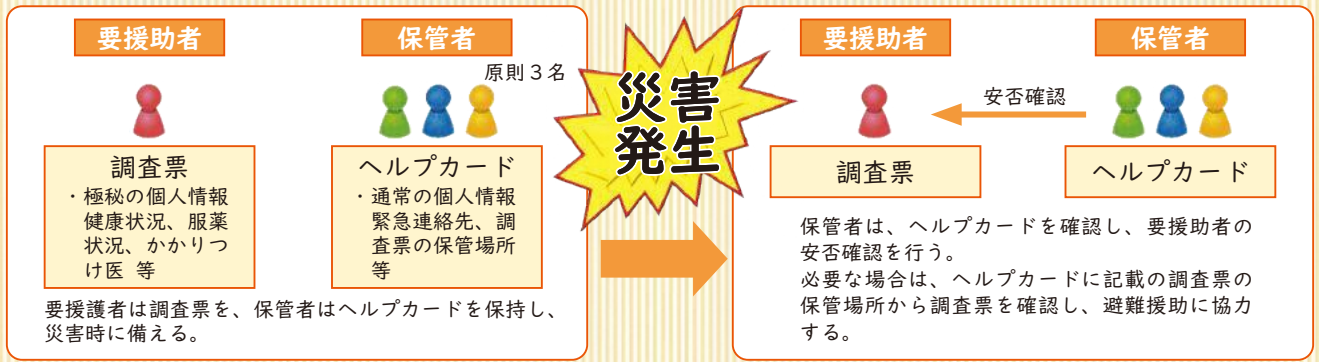 要援助者
保管者
原則３名
調査票
・極秘の個人情報
健康状況、服薬
状況、かかりつ
け医 等
ヘルプカード
・通常の個人情報
緊急連絡先、調
査票の保管場所
等
要援護者は調査票を、保管者はヘルプカードを保持し、
災害時に備える。
災害
発生
要援助者
保管者
安否確認
調査票
ヘルプカード
保管者は、ヘルプカードを確認し、要援助者の
安否確認を行う。
必要な場合は、ヘルプカードに記載の調査票の
保管場所から調査票を確認し、避難援助に協力
する。